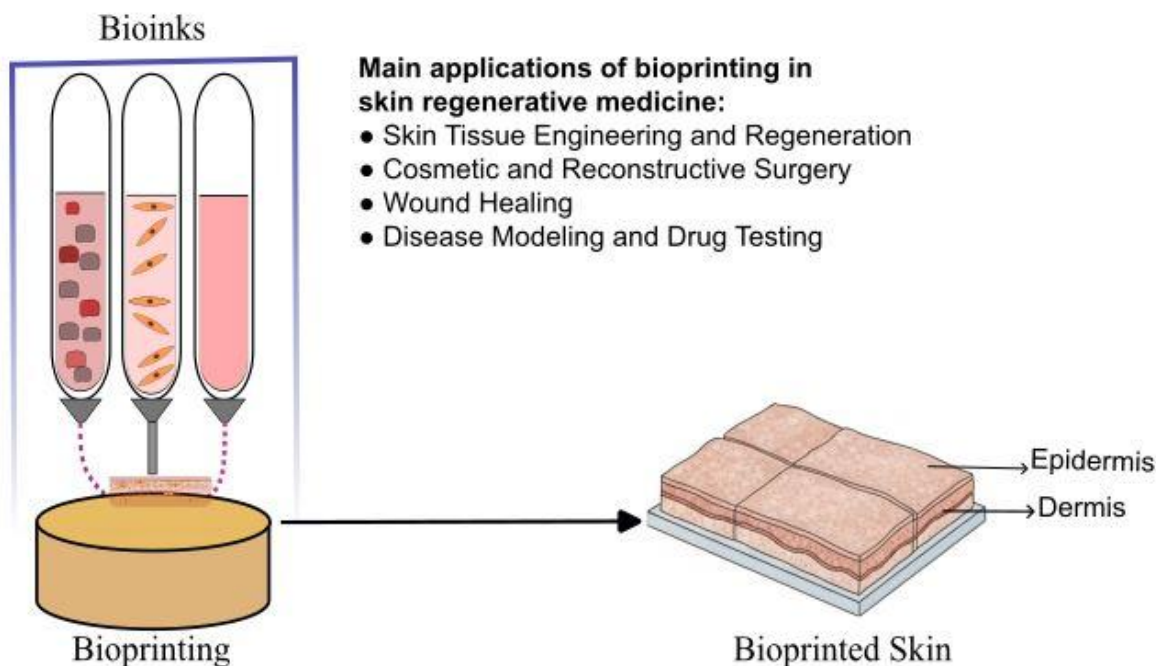 Bioinks
Main applications of bioprinting in
skin regenerative medicine:
● Skin Tissue Engineering and Regeneration
● Cosmetic and Reconstructive Surgery
● Wound Healing
● Disease Modeling and Drug Testing
Epidermis
Dermis
Bioprinting
Bioprinted Skin